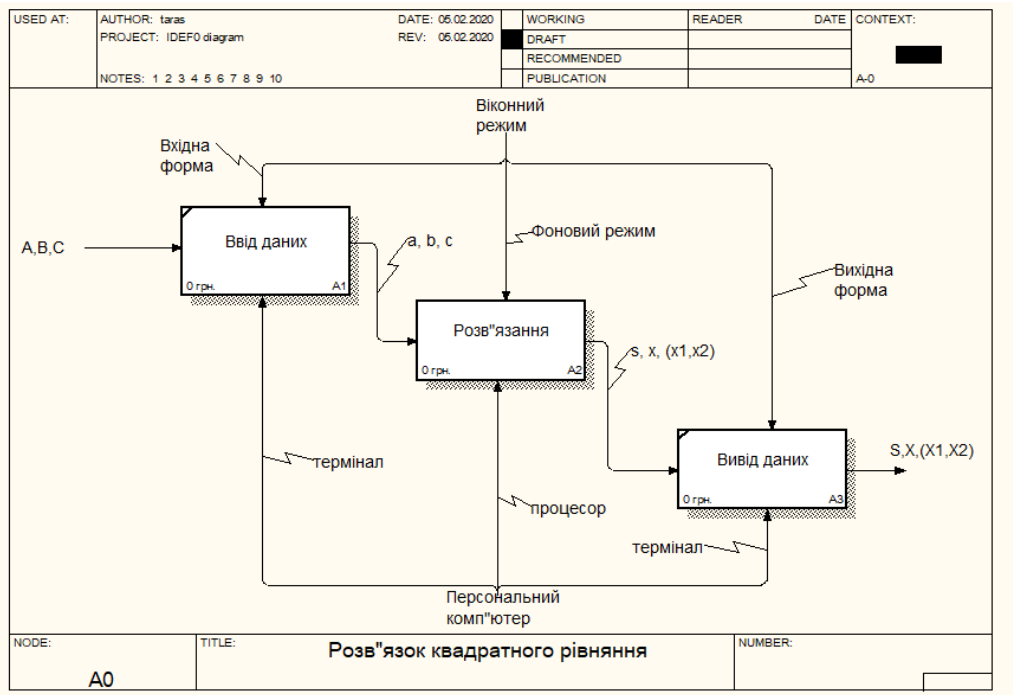 USED AT:
AUTHOR: taras
DATE: 05.02.2020
PROJECT: IDEF0 diagram
REV: 05.02.2020
NOTES: 1 2 3 4 5 6 7 8 9 10
WORKING
DRAFT
RECOMMENDED
PUBLICATION
READER DATE
CONTEXT:
A-0
Віконний
режим
Вхідна
форма
A,B,C
Ввід даних
0 грн. A1
a, b, c
Фоновий режим
Вихідна
форма
Розв"язання
0 грн. A2
s, x, (x1,x2)
Вивід даних
0 грн. A3
S,X,(X1,X2)
термінал
процесор
термінал
Персональний
комп"ютер
NODE:
A0
TITLE:
Розв"язок квадратного рівняння
NUMBER: